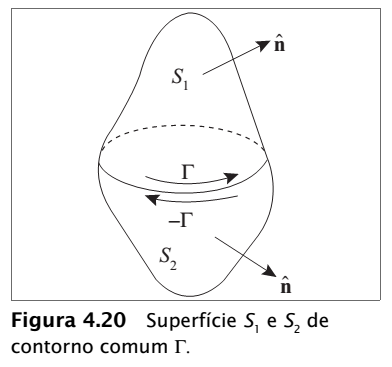 S₁
n̂
Γ
−Γ
S₂
n̂
Figura 4.20 Superfície S₁ e S₂ de
contorno comum Γ.